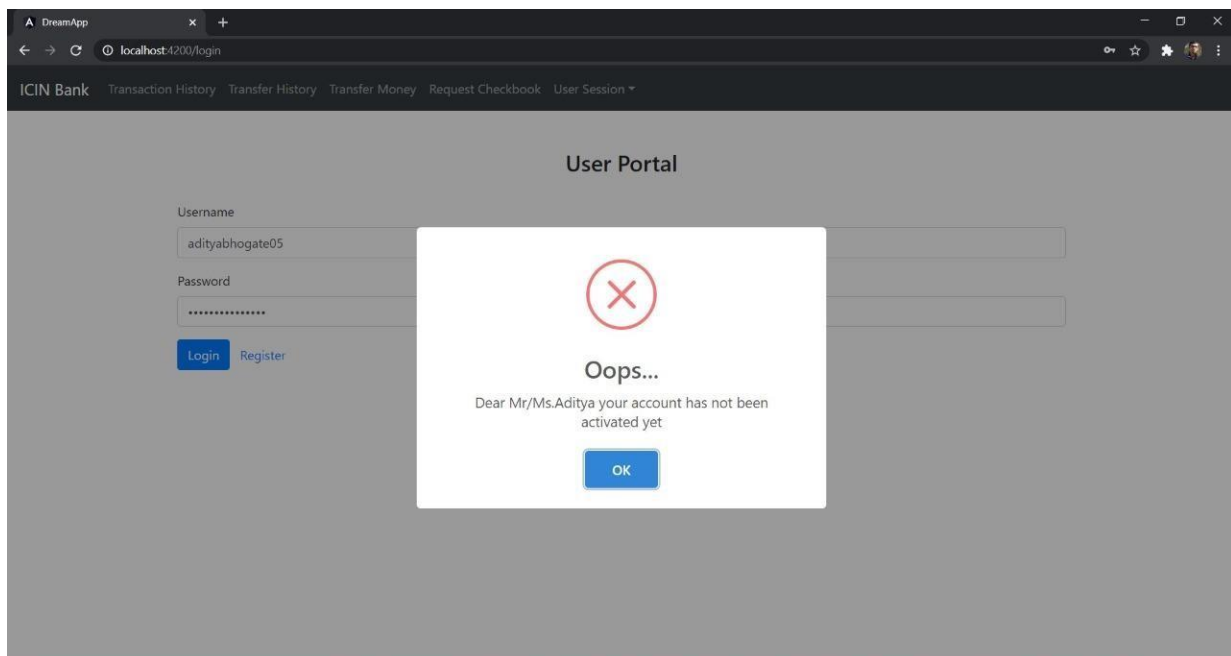 DreamApp
localhost:4200/login
ICIN Bank Transaction History Transfer History Transfer Money Request Checkbook User Session
User Portal
Username
adityabhogate05
Password
•••••••••••••••
Login Register
Oops...
Dear Mr/Ms.Aditya your account has not been
activated yet
OK